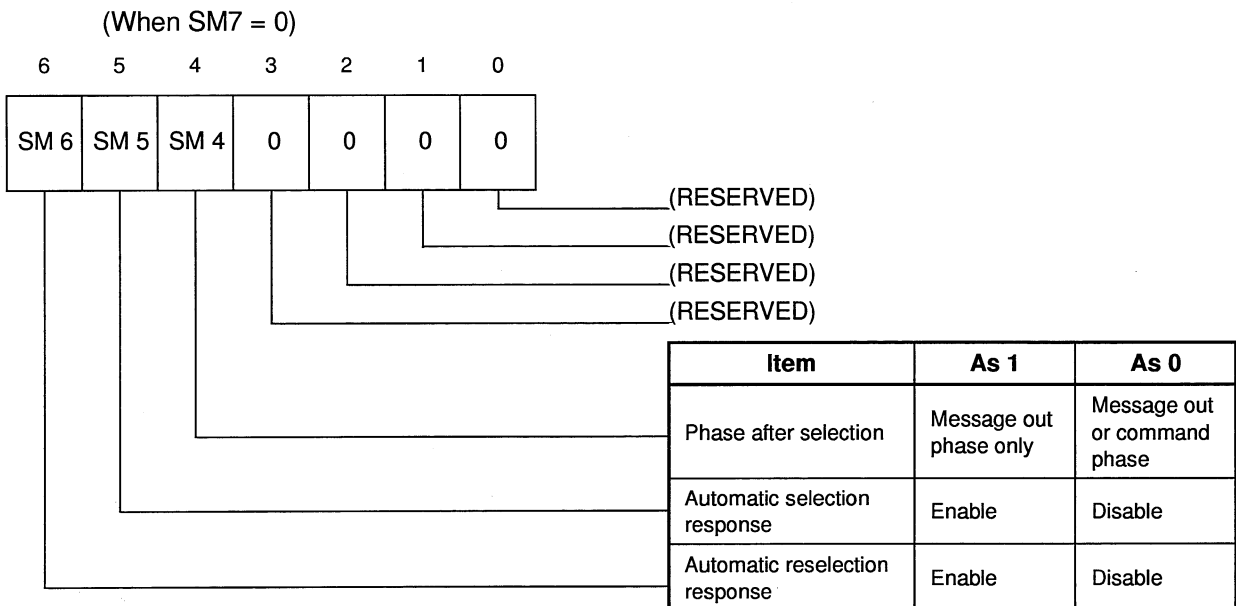 (When SM7 = 0)
6 5 4 3 2 1 0
SM 6 SM 5 SM 4 0 0 0 0
(RESERVED)
(RESERVED)
(RESERVED)
(RESERVED)
Item As 1 As 0
Phase after selection Message out phase only Message out or command phase
Automatic selection response Enable Disable
Automatic reselection response Enable Disable